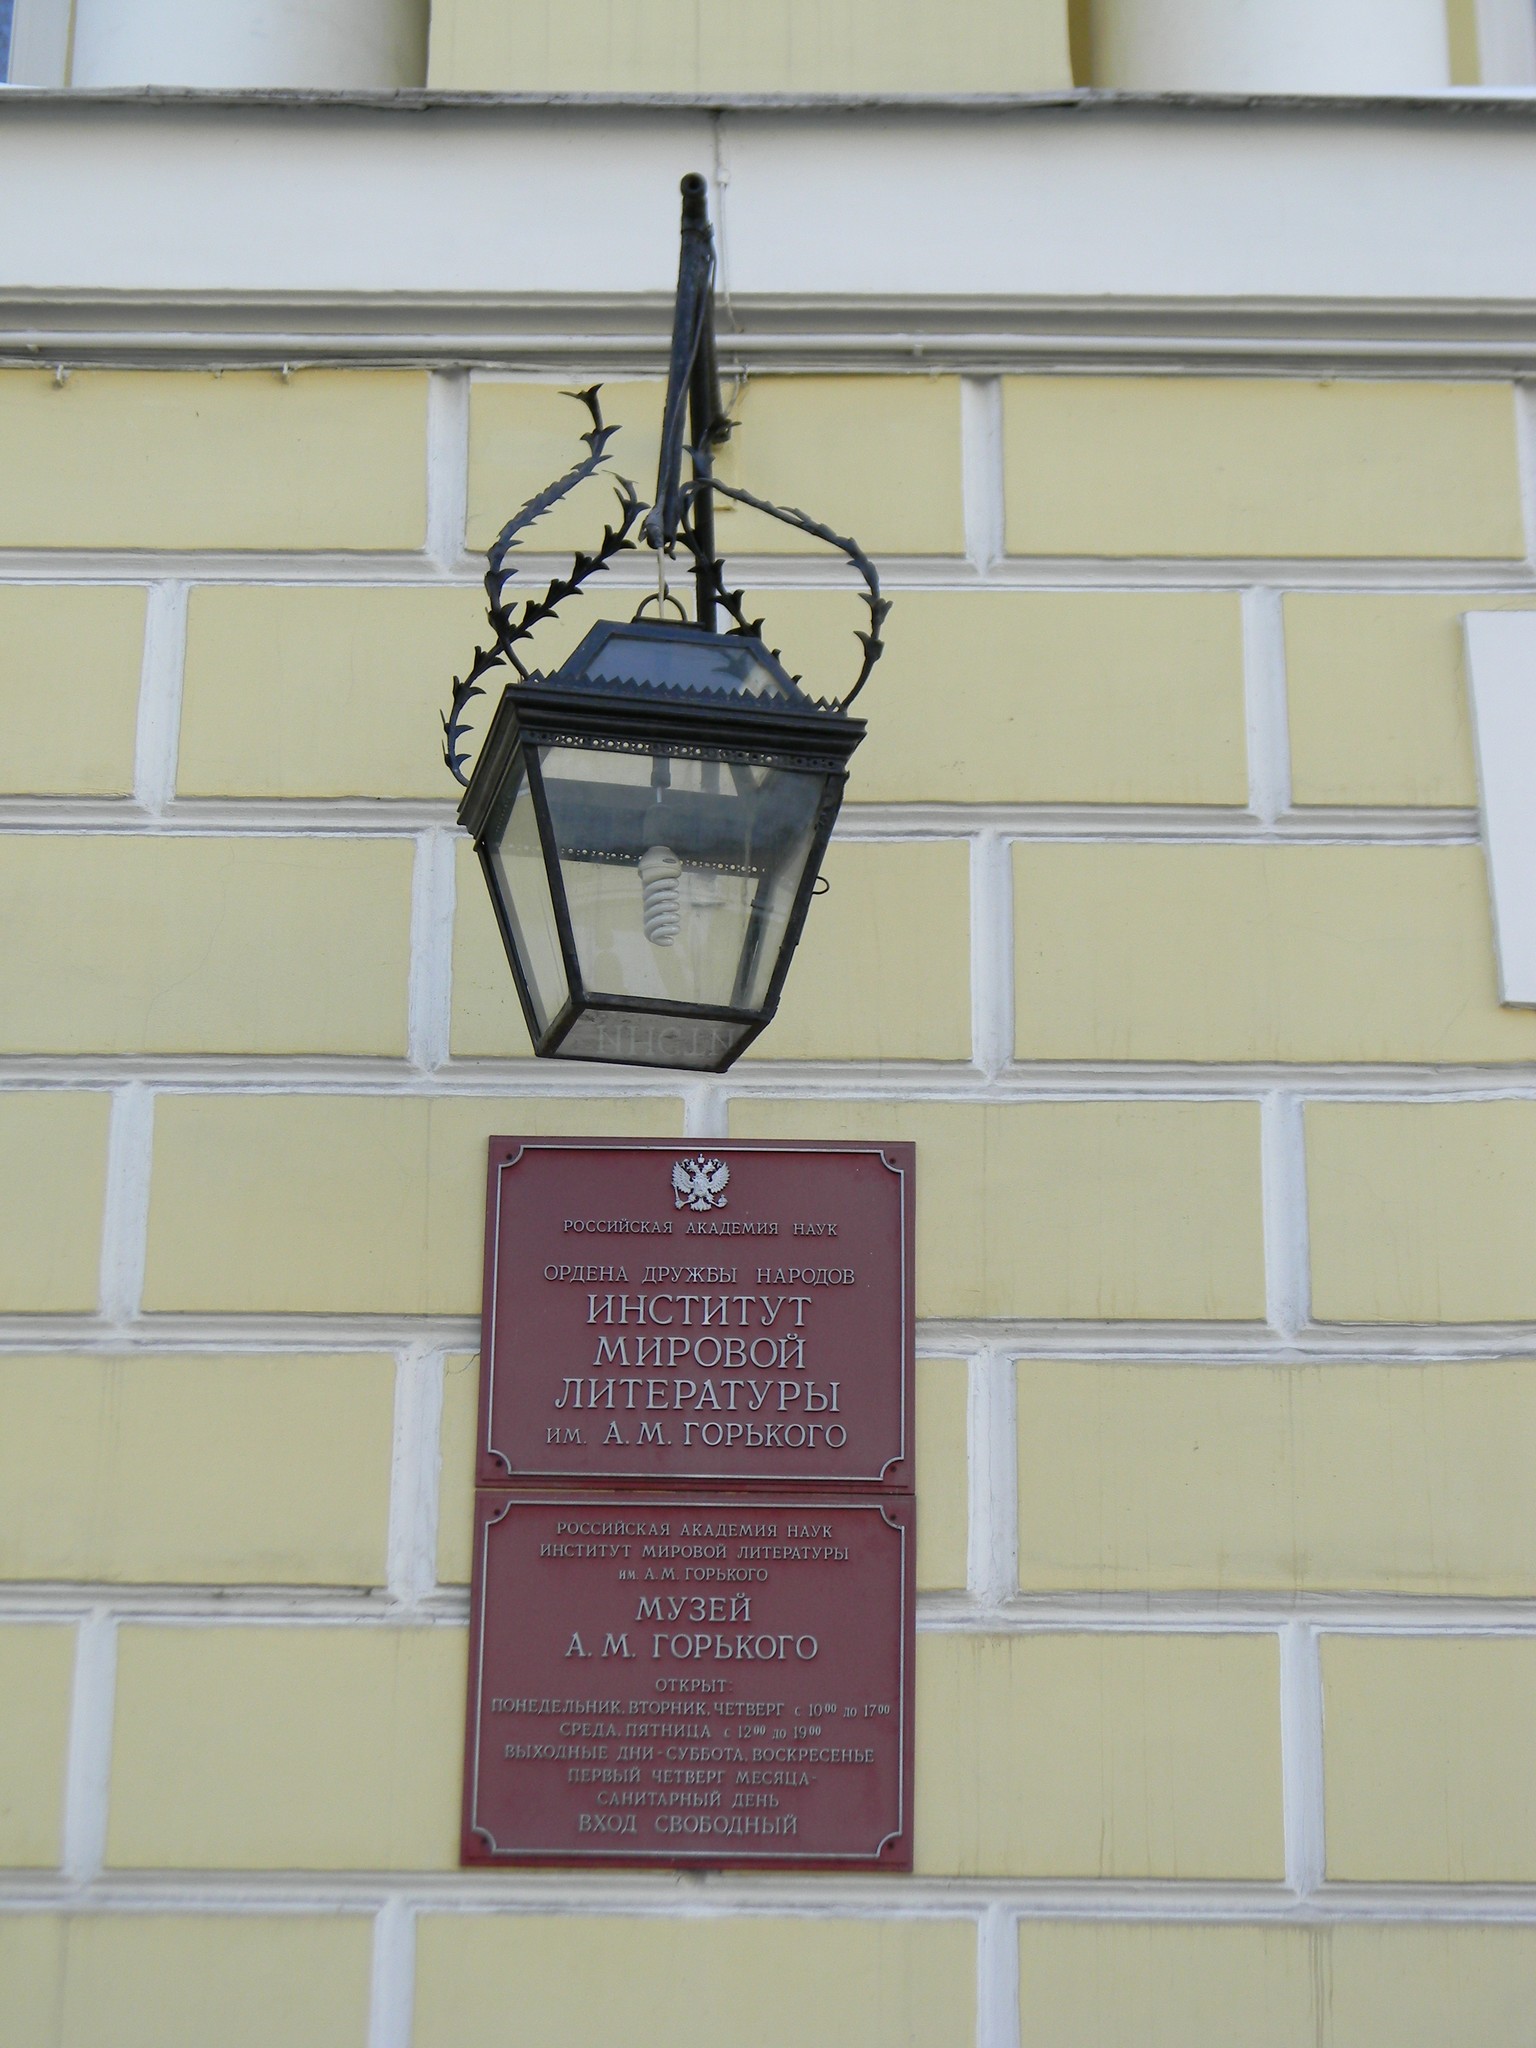 РОССИЙСКАЯ АКАДЕМИЯ НАУК
ОРДЕНА ДРУЖБЫ НАРОДОВ
ИНСТИТУТ
МИРОВОЙ
ЛИТЕРАТУРЫ
ИМ. А. М. ГОРЬКОГО
РОССИЙСКАЯ АКАДЕМИЯ НАУК
ИНСТИТУТ МИРОВОЙ ЛИТЕРАТУРЫ
ИМ. А. М. ГОРЬКОГО
МУЗЕЙ
А. М. ГОРЬКОГО
ОТКРЫТ:
ПОНЕДЕЛЬНИК, ВТОРНИК, ЧЕТВЕРГ с 10⁰⁰ до 17⁰⁰
СРЕДА, ПЯТНИЦА с 12⁰⁰ до 19⁰⁰
ВЫХОДНЫЕ ДНИ - СУББОТА, ВОСКРЕСЕНЬЕ
ПЕРВЫЙ ЧЕТВЕРГ МЕСЯЦА-
САНИТАРНЫЙ ДЕНЬ
ВХОД СВОБОДНЫЙ